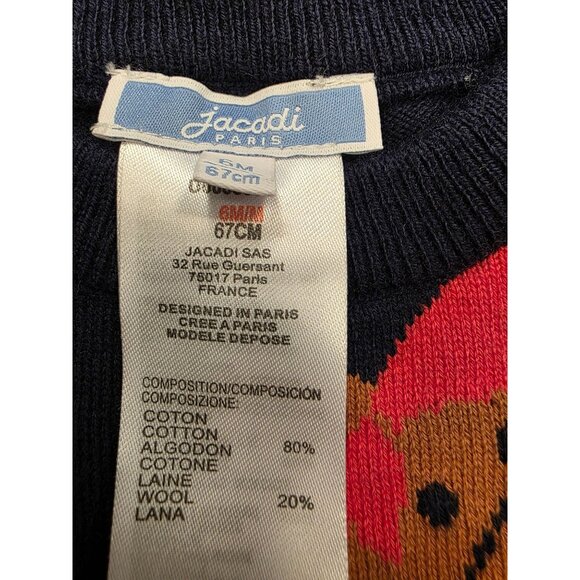 jacadi
PARIS
6M
67cm
6M/M
67CM
JACADI SAS
32 Rue Guersant
75017 Paris
FRANCE
DESIGNED IN PARIS
CREE A PARIS
MODELE DEPOSE
COMPOSITION/COMPOSICIÓN
COMPOSIZIONE:
COTON
COTTON
ALGODON 80%
COTONE
LAINE
WOOL 20%
LANA